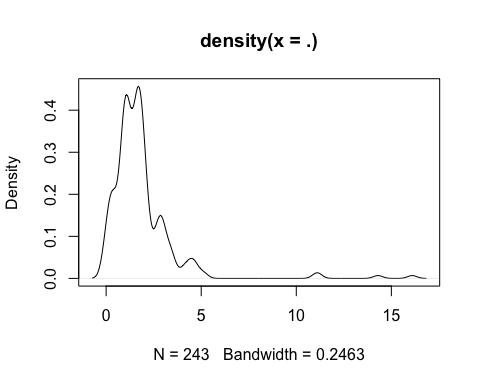 density(x = .)
Density
0.4
0.3
0.2
0.1
0.0
0 5 10 15
N = 243 Bandwidth = 0.2463